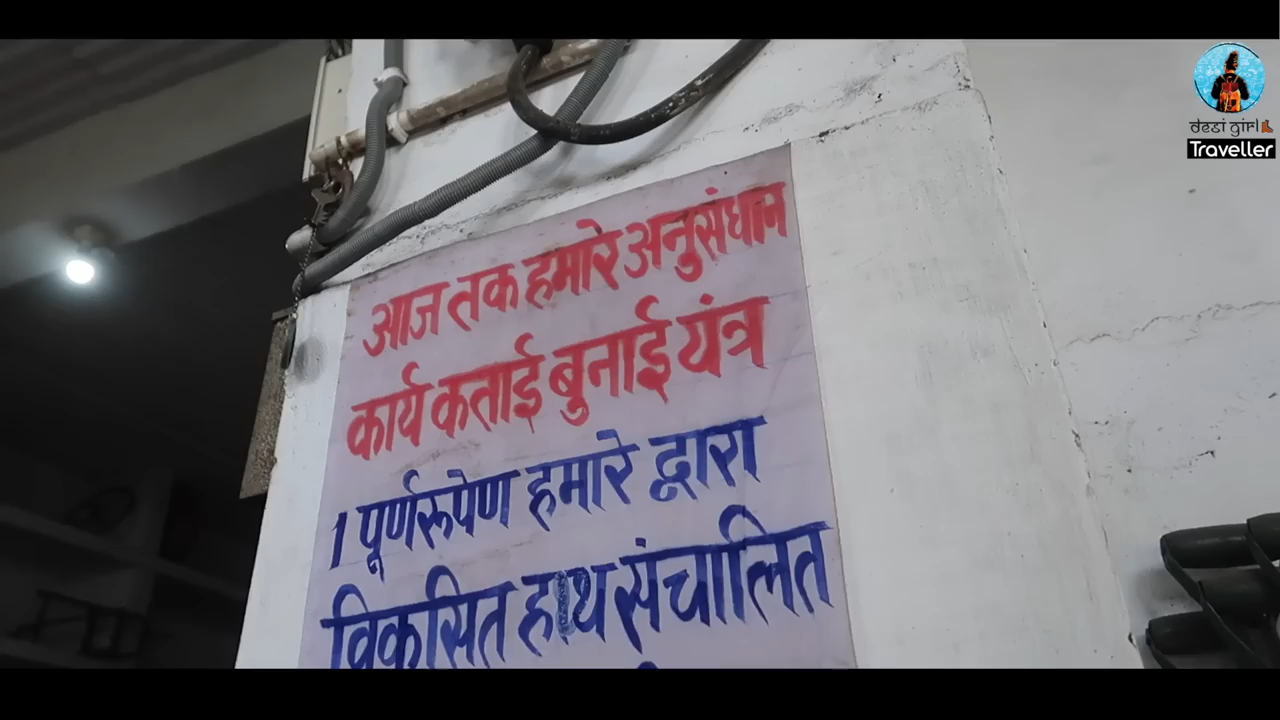 आज तक हमारे अनुसंधान
कार्य कताई बुनाई यंत्र
1 पूर्णरूपेण हमारे द्वारा
विकसित हाथ संचालित
desi girl
Traveller